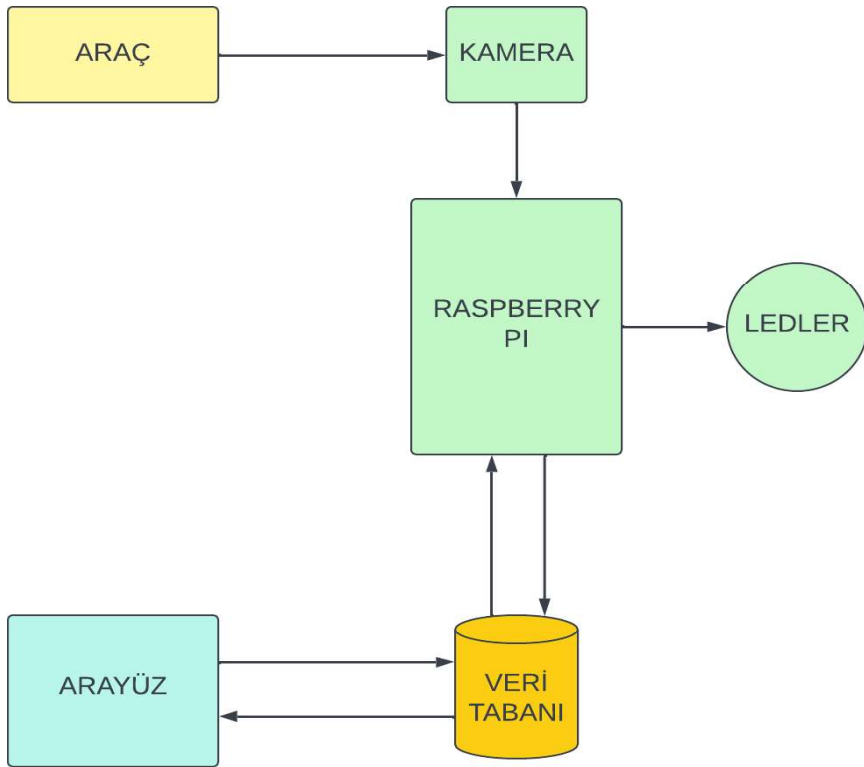 ARAÇ
KAMERA
RASPBERRY
PI
LEDLER
ARAYÜZ
VERİ
TABANI